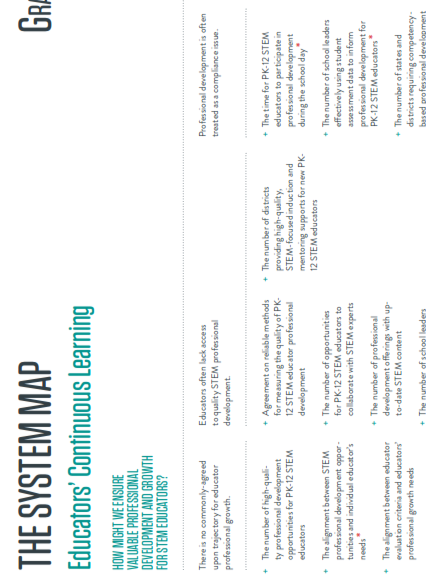 THE SYSTEM MAP
Educators' Continuous Learning
HOW MIGHT WE ENSURE
VALUABLE PROFESSIONAL
DEVELOPMENT AND GROWTH
FOR STEM EDUCATORS?
There is no commonly-agreed
upon trajectory for educator
professional growth.
+ The number of high-quali-
ty professional development
opportunities for PK-12 STEM
educators
+ The alignment between STEM
professional development oppor-
tunities and individual educator's
needs*
+ The alignment between educator
evaluation criteria and educators'
professional growth needs
Educators often lack access
to quality STEM professional
development.
+ Agreement on reliable methods
for measuring the quality of PK-
12 STEM educator professional
development
+ The number of opportunities
for PK-12 STEM educators to
collaborate with STEM experts
+ The number of professional
development offerings with up-
to-date STEM content
+ The number of school leaders
+ The number of districts
providing high-quality,
STEM-focused induction and
mentoring supports for new PK-
12 STEM educators
Professional development is often
treated as a compliance issue.
+ The time for PK-12 STEM
educators to participate in
professional development
during the school day*
+ The number of school leaders
effectively using student
assessment data to inform
professional development for
PK-12 STEM educators*
+ The number of states and
districts requiring competency-
based professional development